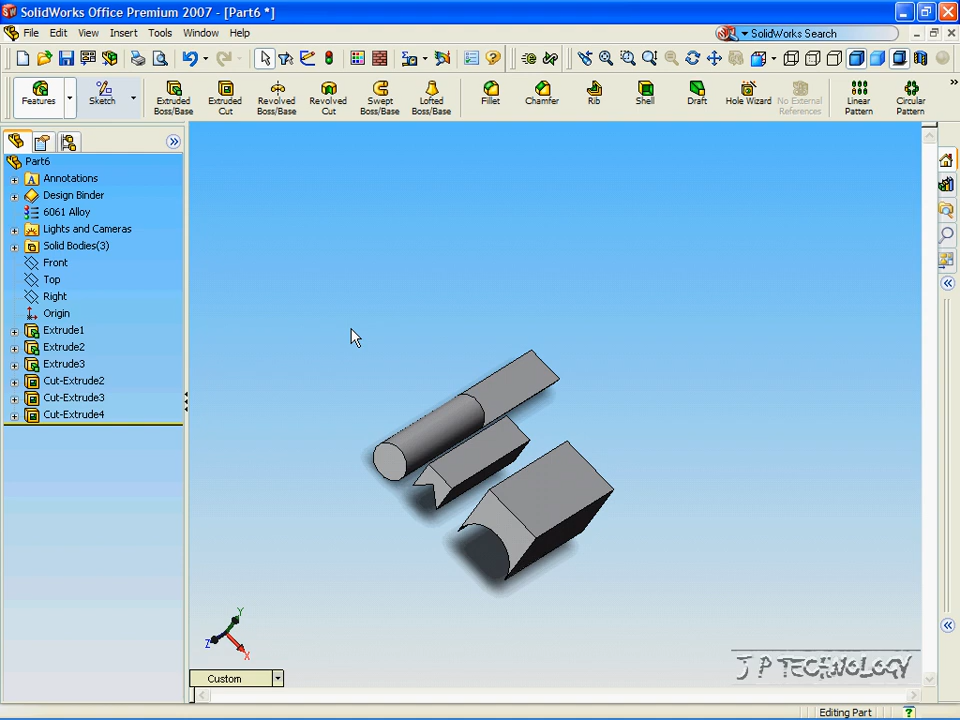 SolidWorks Office Premium 2007 - [Part6 *]
File Edit View Insert Tools Window Help
SolidWorks Search
Features Sketch Extruded Boss/Base Extruded Cut Revolved Boss/Base Revolved Cut Swept Boss/Base Lofted Boss/Base Fillet Chamfer Rib Shell Draft Hole Wizard No External References Linear Pattern Circular Pattern
Part6
Annotations
Design Binder
6061 Alloy
Lights and Cameras
Solid Bodies(3)
Front
Top
Right
Origin
Extrude1
Extrude2
Extrude3
Cut-Extrude2
Cut-Extrude3
Cut-Extrude4
Y
Z
X
Custom
J P TECHNOLOGY
Editing Part